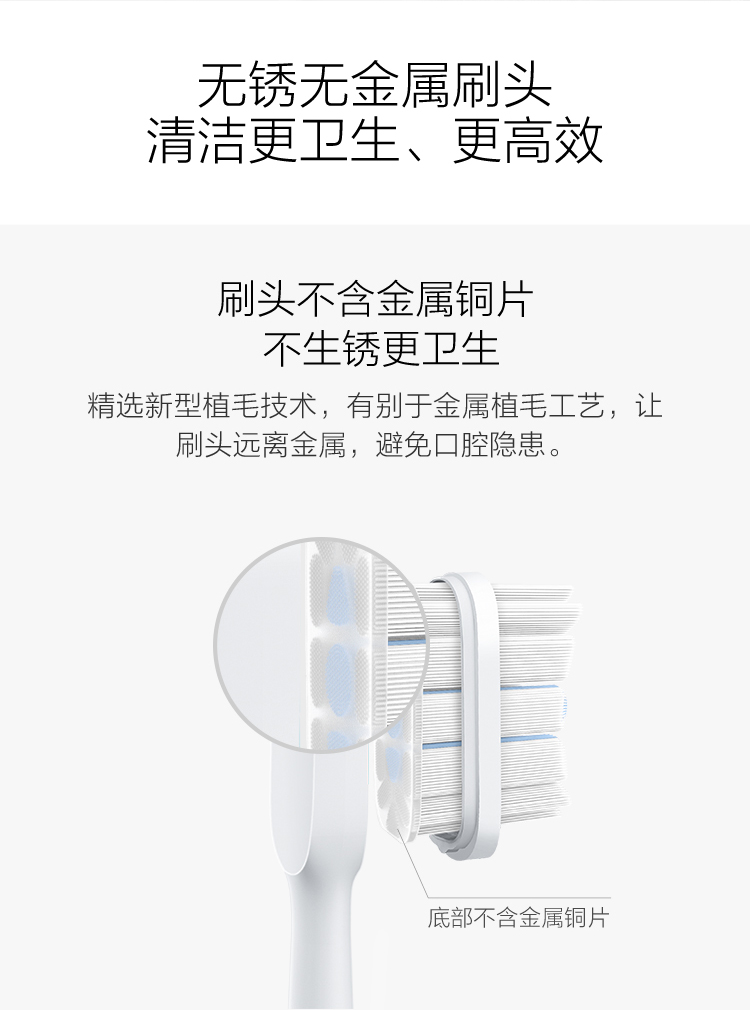 无锈无金属刷头
清洁更卫生、更高效
刷头不含金属铜片
不生锈更卫生
精选新型植毛技术，有别于金属植毛工艺，让
刷头远离金属，避免口腔隐患。
底部不含金属铜片